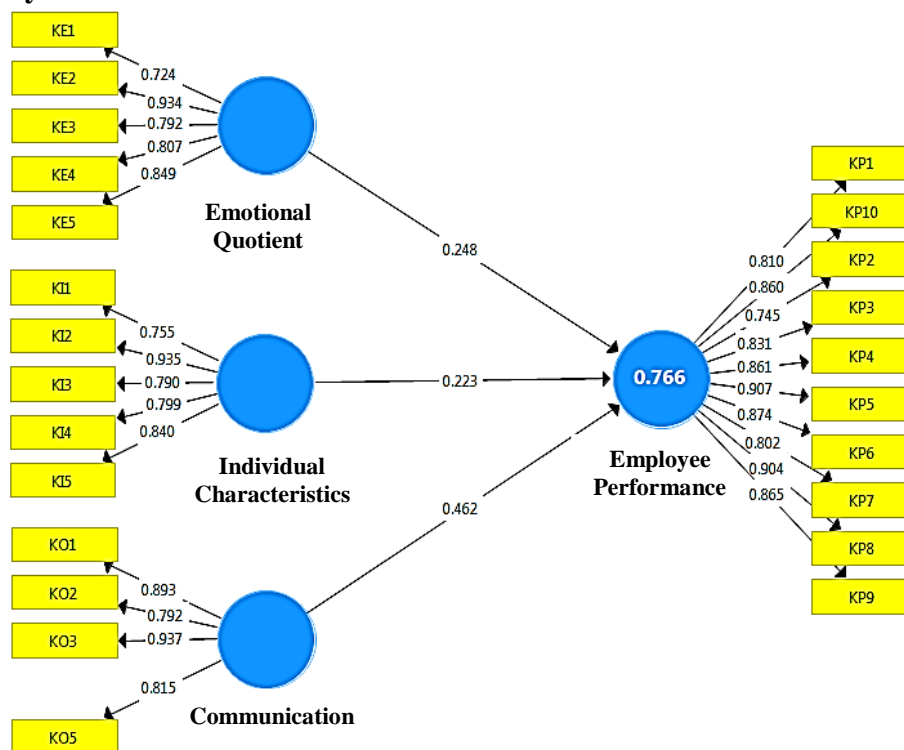 KE1
KE2
KE3
KE4
KE5
0.724
0.934
0.792
0.807
0.849
Emotional
Quotient
0.248
KI1
KI2
KI3
KI4
KI5
0.755
0.935
0.790
0.799
0.840
Individual
Characteristics
0.223
KO1
KO2
KO3
KO5
0.893
0.792
0.937
0.815
Communication
0.462
0.766
Employee
Performance
0.810
0.860
0.745
0.831
0.861
0.907
0.874
0.802
0.904
0.865
KP1
KP10
KP2
KP3
KP4
KP5
KP6
KP7
KP8
KP9